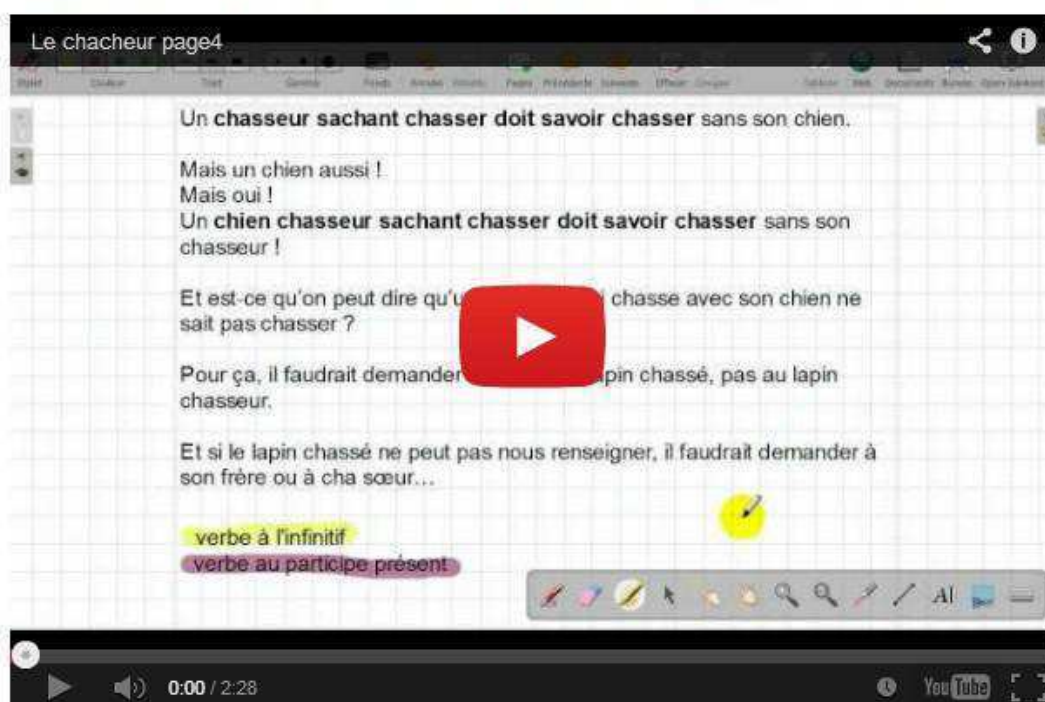 Le chacheur page4
Un chasseur sachant chasser doit savoir chasser sans son chien.
Mais un chien aussi !
Mais oui !
Un chien chasseur sachant chasser doit savoir chasser sans son
chasseur !
Et est-ce qu'on peut dire qu'u chasse avec son chien ne
sait pas chasser ?
Pour ça, il faudrait demander pin chassé, pas au lapin
chasseur.
Et si le lapin chassé ne peut pas nous renseigner, il faudrait demander à
son frère ou à cha sœur…
verbe à l'infinitif
verbe au participe présent
AI
0:00 / 2:28
YouTube